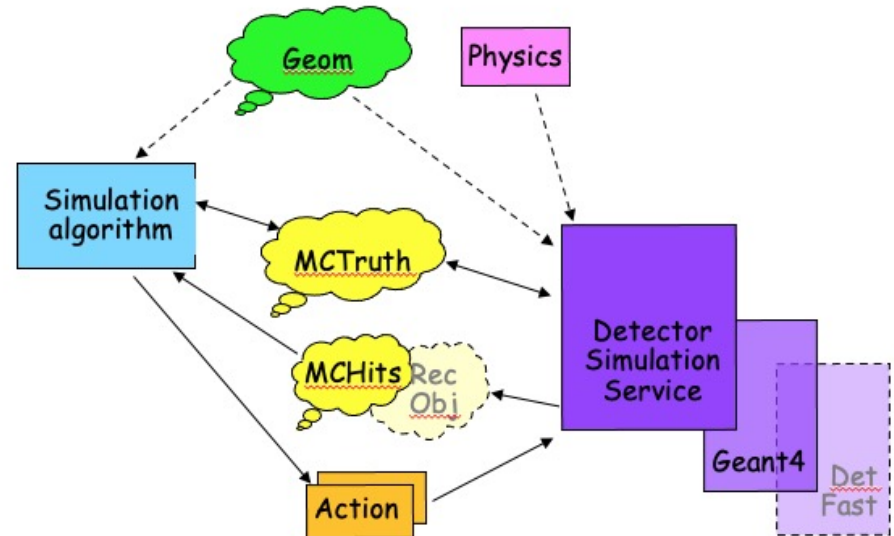 Geom
Physics
Simulation
algorithm
MCTruth
Detector
Simulation
Service
MCHits
Rec
Obj
Geant4
Det
Fast
Action